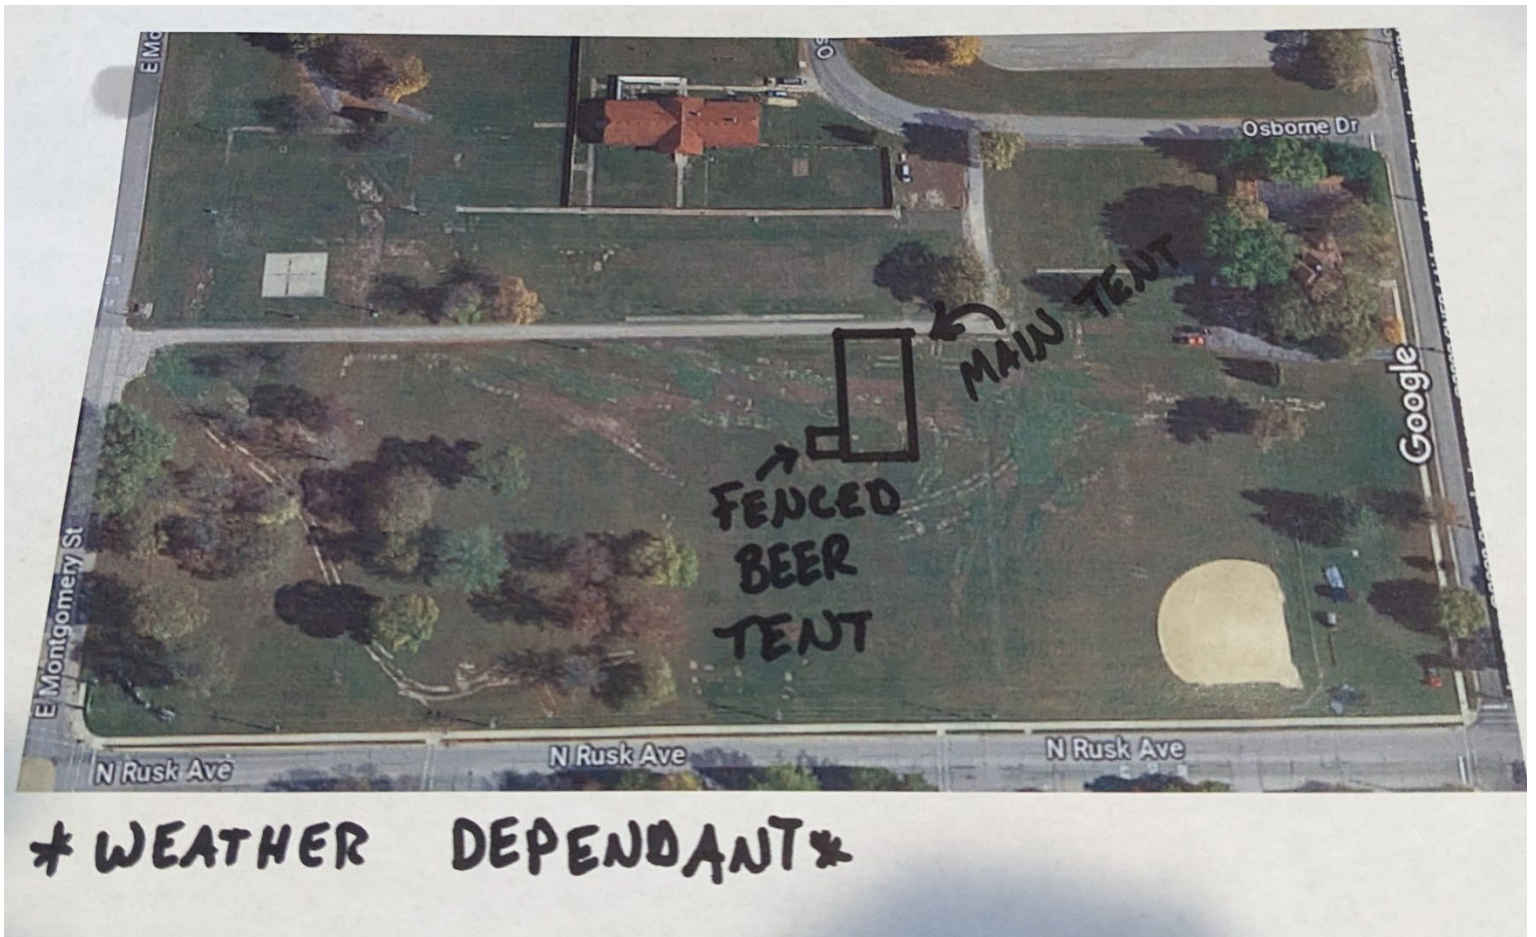 E Mo
Os
Osborne Dr
MAIN TENT
Google
FENCED
BEER
TENT
E Montgomery St
N Rusk Ave
N Rusk Ave
N Rusk Ave
* WEATHER DEPENDANT *